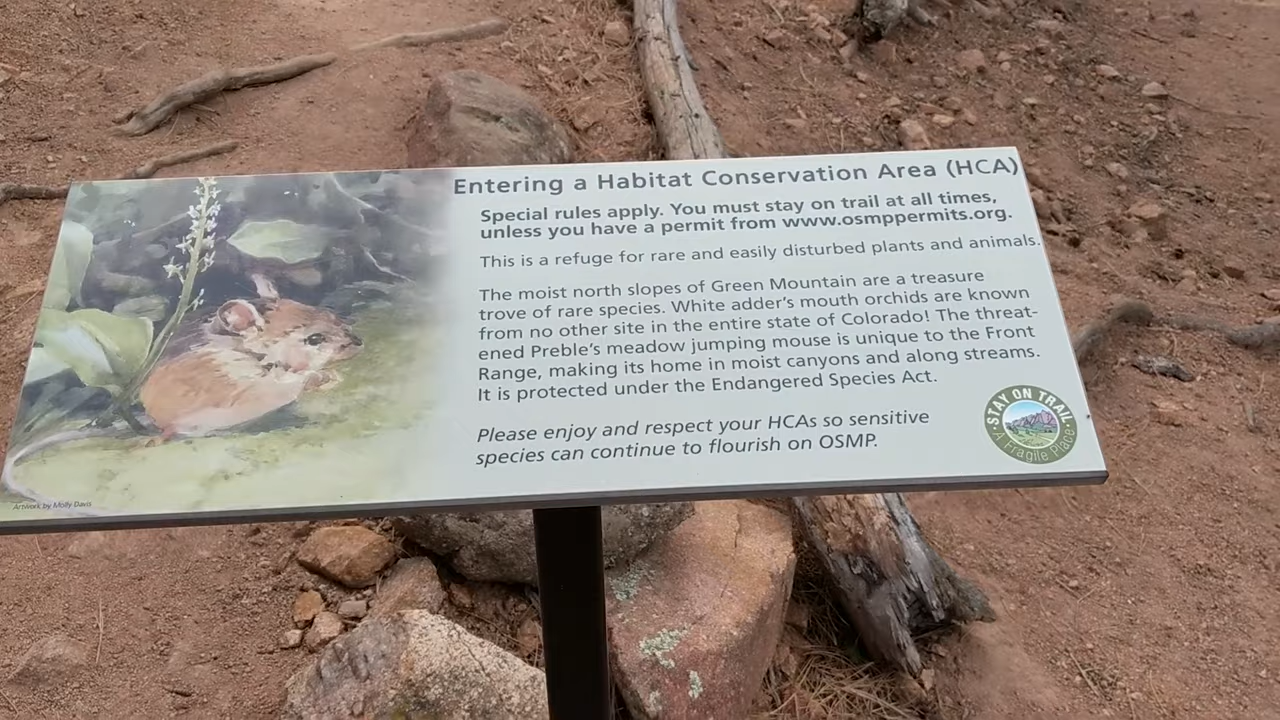 Entering a Habitat Conservation Area (HCA)
Special rules apply. You must stay on trail at all times,
unless you have a permit from www.osmppermits.org.
This is a refuge for rare and easily disturbed plants and animals.
The moist north slopes of Green Mountain are a treasure
trove of rare species. White adder's mouth orchids are known
from no other site in the entire state of Colorado! The threat-
ened Preble's meadow jumping mouse is unique to the Front
Range, making its home in moist canyons and along streams.
It is protected under the Endangered Species Act.
Please enjoy and respect your HCAs so sensitive
species can continue to flourish on OSMP.
STAY ON TRAIL
A Fragile Place
Artwork by Molly Davis